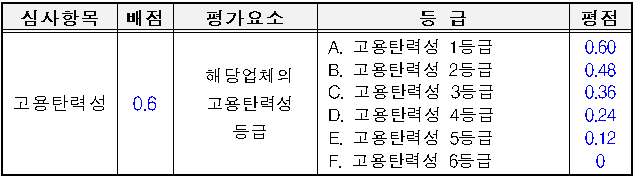 심사항목 배점 평가요소 등 급 평점
고용탄력성 0.6 해당업체의 고용탄력성 등급
A. 고용탄력성 1등급 0.60
B. 고용탄력성 2등급 0.48
C. 고용탄력성 3등급 0.36
D. 고용탄력성 4등급 0.24
E. 고용탄력성 5등급 0.12
F. 고용탄력성 6등급 0